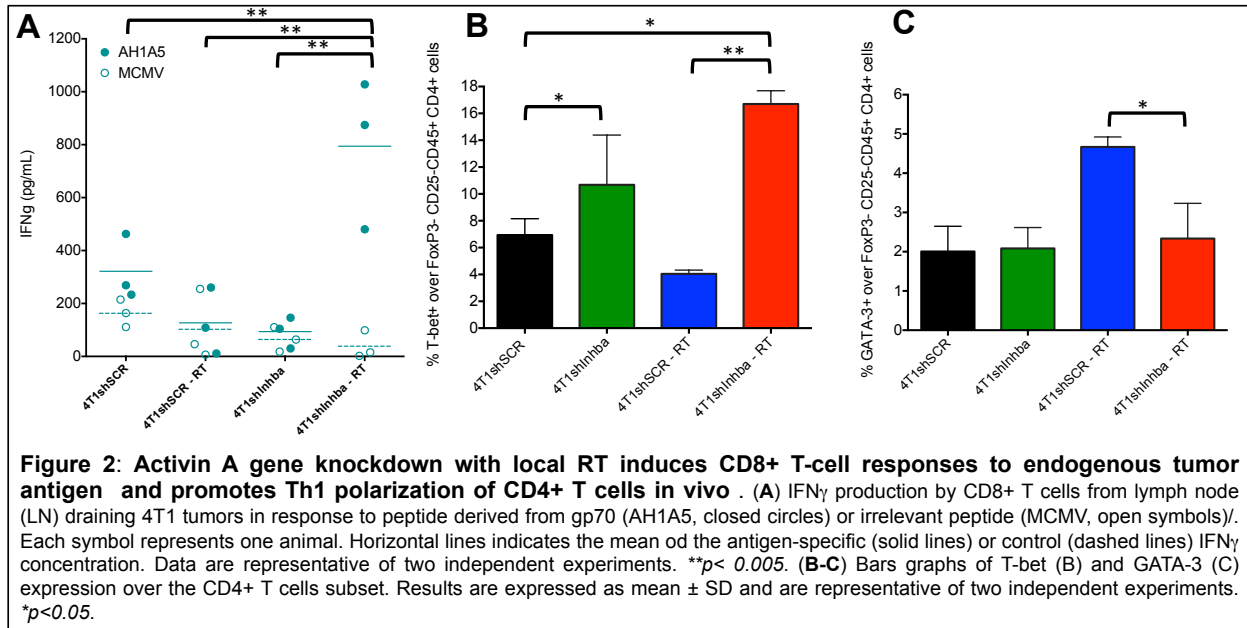 A
**
**
**
1200
1000
800
600
400
200
0
IFNg (pg/mL)
AH1A5
MCMV
4T1shSCR
4T1shSCR - RT
4T1shInhba
4T1shInhba - RT
B
*
**
*
18
16
14
12
10
8
6
4
2
0
% T-bet+ over FoxP3- CD25-CD45+ CD4+ cells
4T1shSCR
4T1shInhba
4T1shSCR - RT
4T1shInhba - RT
C
*
6
5
4
3
2
1
0
% GATA-3+ over FoxP3- CD25-CD45+ CD4+ cells
4T1shSCR
4T1shInhba
4T1shSCR - RT
4T1shInhba - RT
Figure 2: Activin A gene knockdown with local RT induces CD8+ T-cell responses to endogenous tumor
antigen and promotes Th1 polarization of CD4+ T cells in vivo . (A) IFNγ production by CD8+ T cells from lymph node
(LN) draining 4T1 tumors in response to peptide derived from gp70 (AH1A5, closed circles) or irrelevant peptide (MCMV, open symbols)/.
Each symbol represents one animal. Horizontal lines indicates the mean od the antigen-specific (solid lines) or control (dashed lines) IFNγ
concentration. Data are representative of two independent experiments. **p< 0.005. (B-C) Bars graphs of T-bet (B) and GATA-3 (C)
expression over the CD4+ T cells subset. Results are expressed as mean ± SD and are representative of two independent experiments.
*p<0.05.